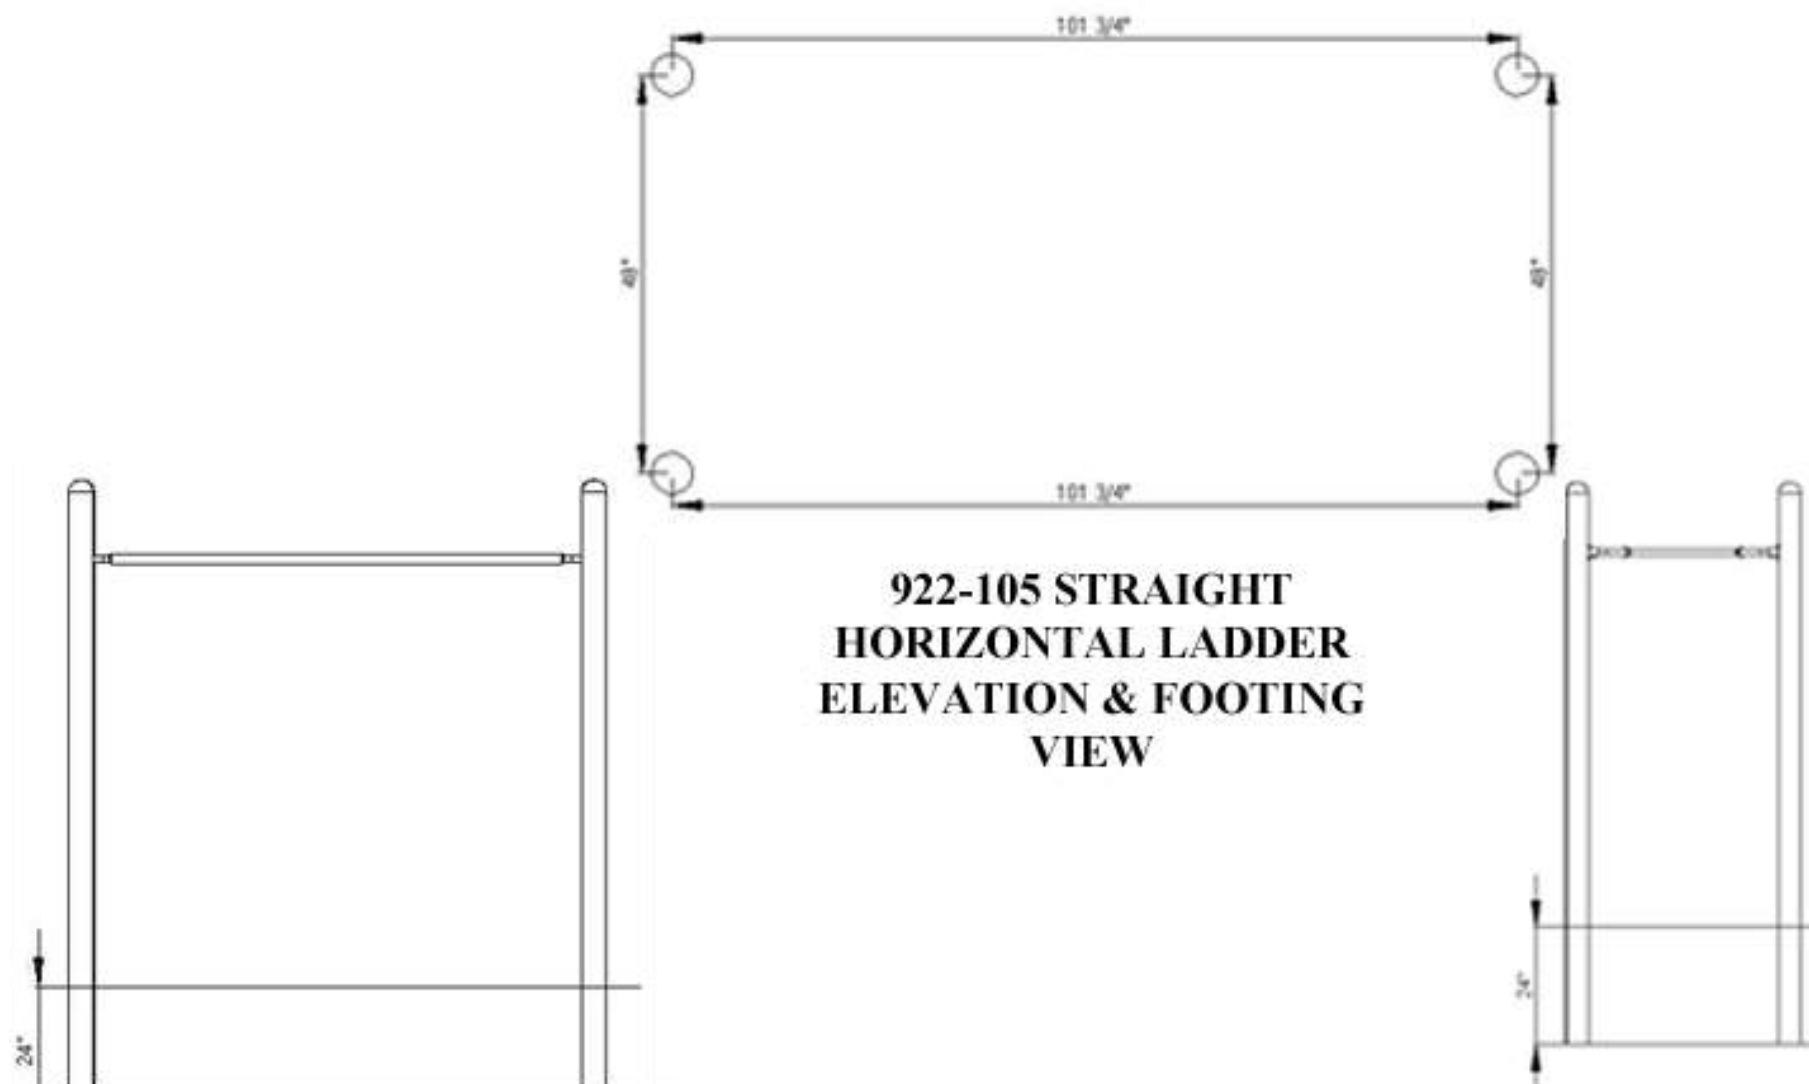 101 3/4"
48"
48"
101 3/4"
922-105 STRAIGHT
HORIZONTAL LADDER
ELEVATION & FOOTING
VIEW
24"
24"